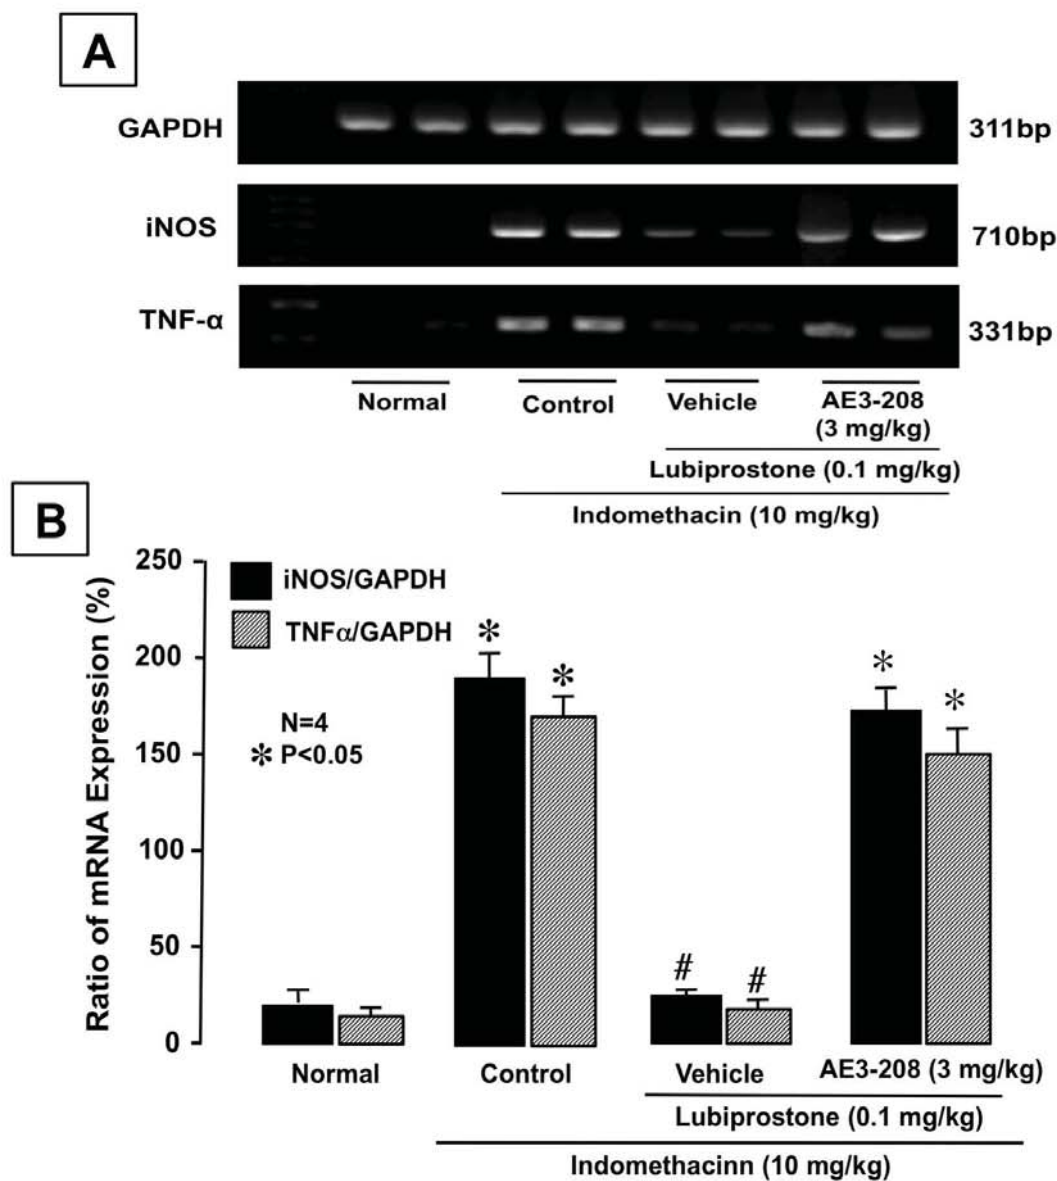 A
GAPDH
311bp
iNOS
710bp
TNF-α
331bp
Normal
Control
Vehicle
AE3-208
(3 mg/kg)
Lubiprostone (0.1 mg/kg)
Indomethacin (10 mg/kg)
B
Ratio of mRNA Expression (%)
250
200
150
100
50
0
iNOS/GAPDH
TNFα/GAPDH
N=4
* P<0.05
* *
# #
* *
Normal
Control
Vehicle
AE3-208 (3 mg/kg)
Lubiprostone (0.1 mg/kg)
Indomethacinn (10 mg/kg)